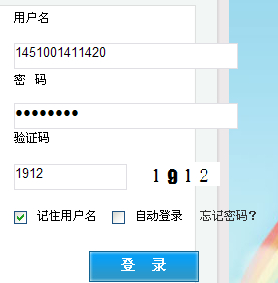 用户名
1451001411420
密 码
●●●●●●●●
验证码
1912 1912
记住用户名 自动登录 忘记密码?
登 录